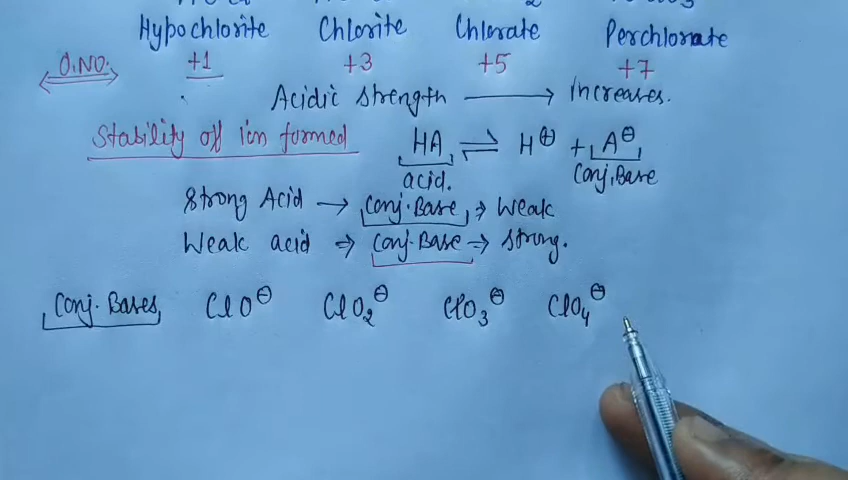 Hypochlorite Chlorite Chlorate Perchlorate
O.NO. +1 +3 +5 +7
Acidic Strength → Increases.
Stability of ion formed HA ⇌ H⊕ + A⊖
acid. Conj. Base
Strong Acid → Conj. Base, ⇒ Weak
Weak acid ⇒ Conj. Base ⇒ Strong.
Conj. Bases ClO⊖ ClO₂⊖ ClO₃⊖ ClO₄⊖